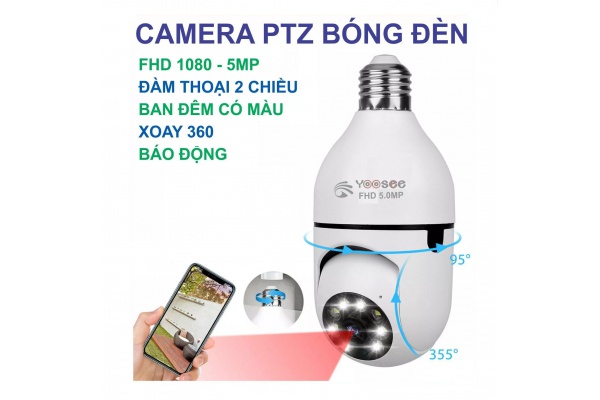 CAMERA PTZ BÓNG ĐÈN
FHD 1080 - 5MP
ĐÀM THOẠI 2 CHIỀU
BAN ĐÊM CÓ MÀU
XOAY 360
BÁO ĐỘNG
YOOSEE
FHD 5.0MP
95°
355°